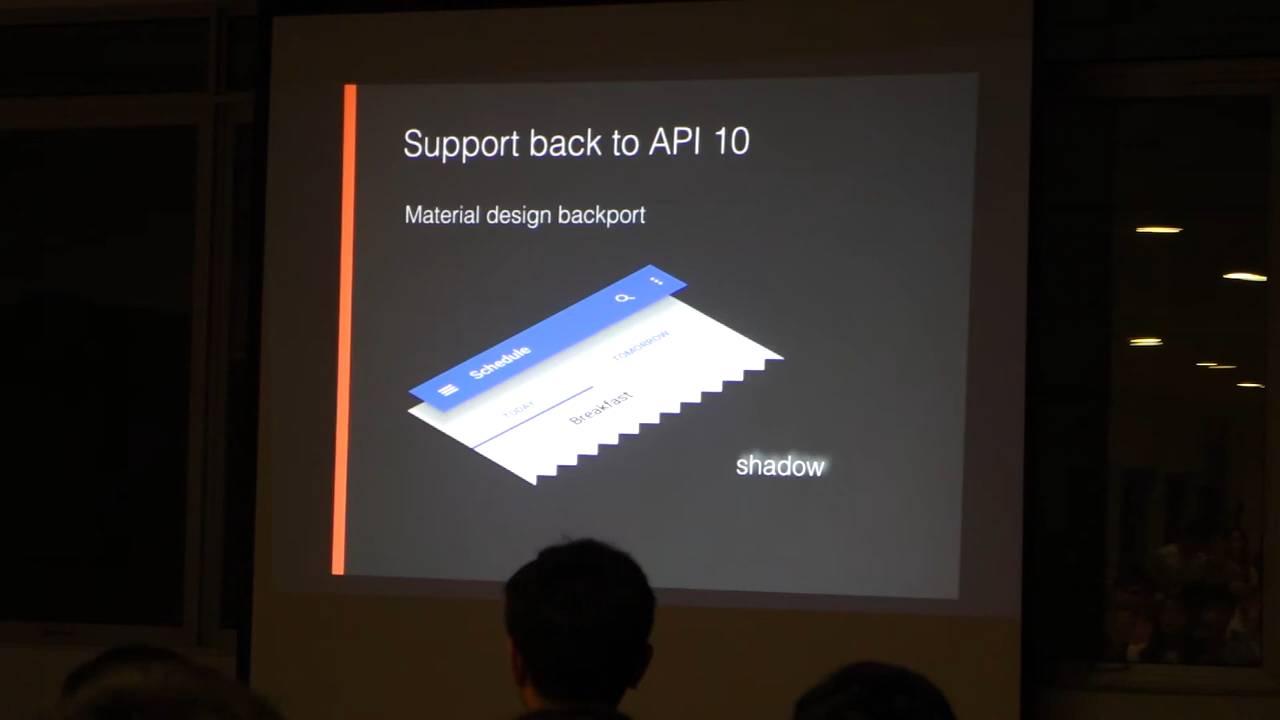 Support back to API 10
Material design backport
Schedule
TODAY
TOMORROW
Breakfast
shadow